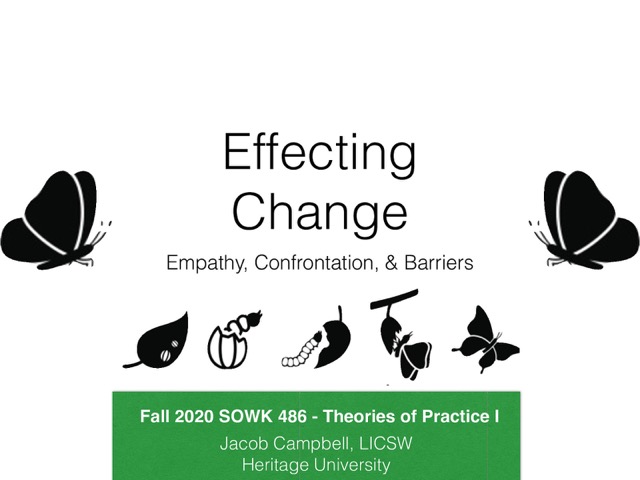 Effecting
Change
Empathy, Confrontation, & Barriers
Fall 2020 SOWK 486 - Theories of Practice I
Jacob Campbell, LICSW
Heritage University